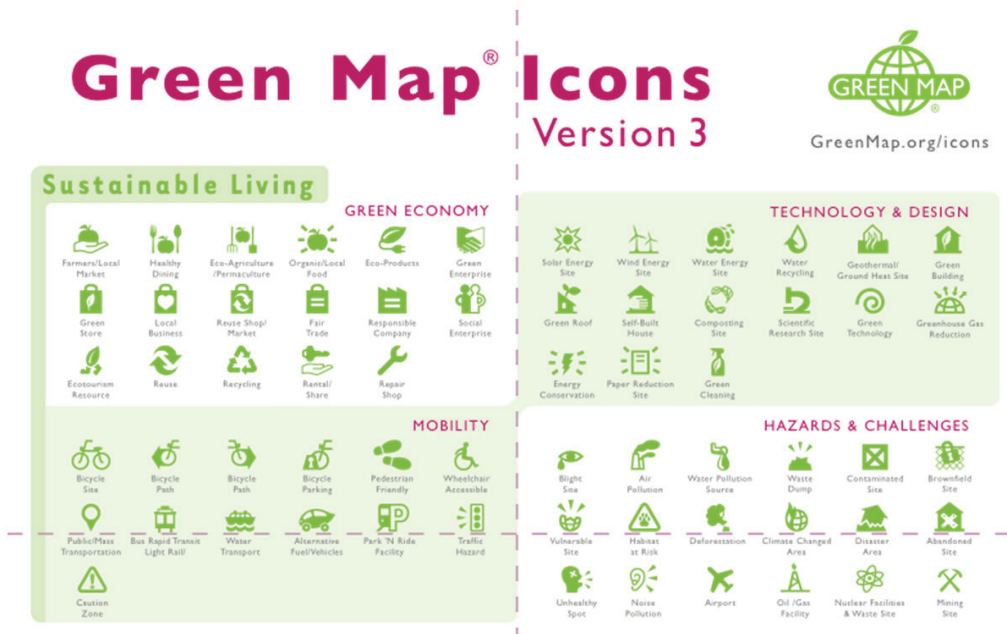 Green Map® Icons
Version 3
GREEN MAP®
GreenMap.org/icons
Sustainable Living
GREEN ECONOMY
Farmers/Local
Market
Healthy
Dining
Eco-Agriculture
/Permaculture
Organic/Local
Food
Eco-Products
Green
Enterprise
Green
Store
Local
Business
Reuse Shop/
Market
Fair
Trade
Responsible
Company
Social
Enterprise
Ecotourism
Resource
Reuse
Recycling
Rental/
Share
Repair
Shop
TECHNOLOGY & DESIGN
Solar Energy
Site
Wind Energy
Site
Water Energy
Site
Water
Recycling
Geothermal/
Ground Heat Site
Green
Building
Green Roof
Self-Built
House
Composting
Site
Scientific
Research Site
Green
Technology
Greenhouse Gas
Reduction
Energy
Conservation
Paper Reduction
Site
Green
Cleaning
MOBILITY
Bicycle
Site
Bicycle
Path
Bicycle
Path
Bicycle
Parking
Pedestrian
Friendly
Wheelchair
Accessible
Public/Mass
Transportation
Bus Rapid Transit
Light Rail/
Water
Transport
Alternative
Fuel/Vehicles
P
Park 'N Ride
Facility
Traffic
Hazard
Caution
Zone
HAZARDS & CHALLENGES
Blight
Site
Air
Pollution
Water Pollution
Source
Waste
Dump
Contaminated
Site
Brownfield
Site
Vulnerable
Site
Habitat
at Risk
Deforestation
Climate Changed
Area
Disaster
Area
Abandoned
Site
Unhealthy
Spot
Noise
Pollution
Airport
Oil /Gas
Facility
Nuclear Facilities
& Waste Site
Mining
Site